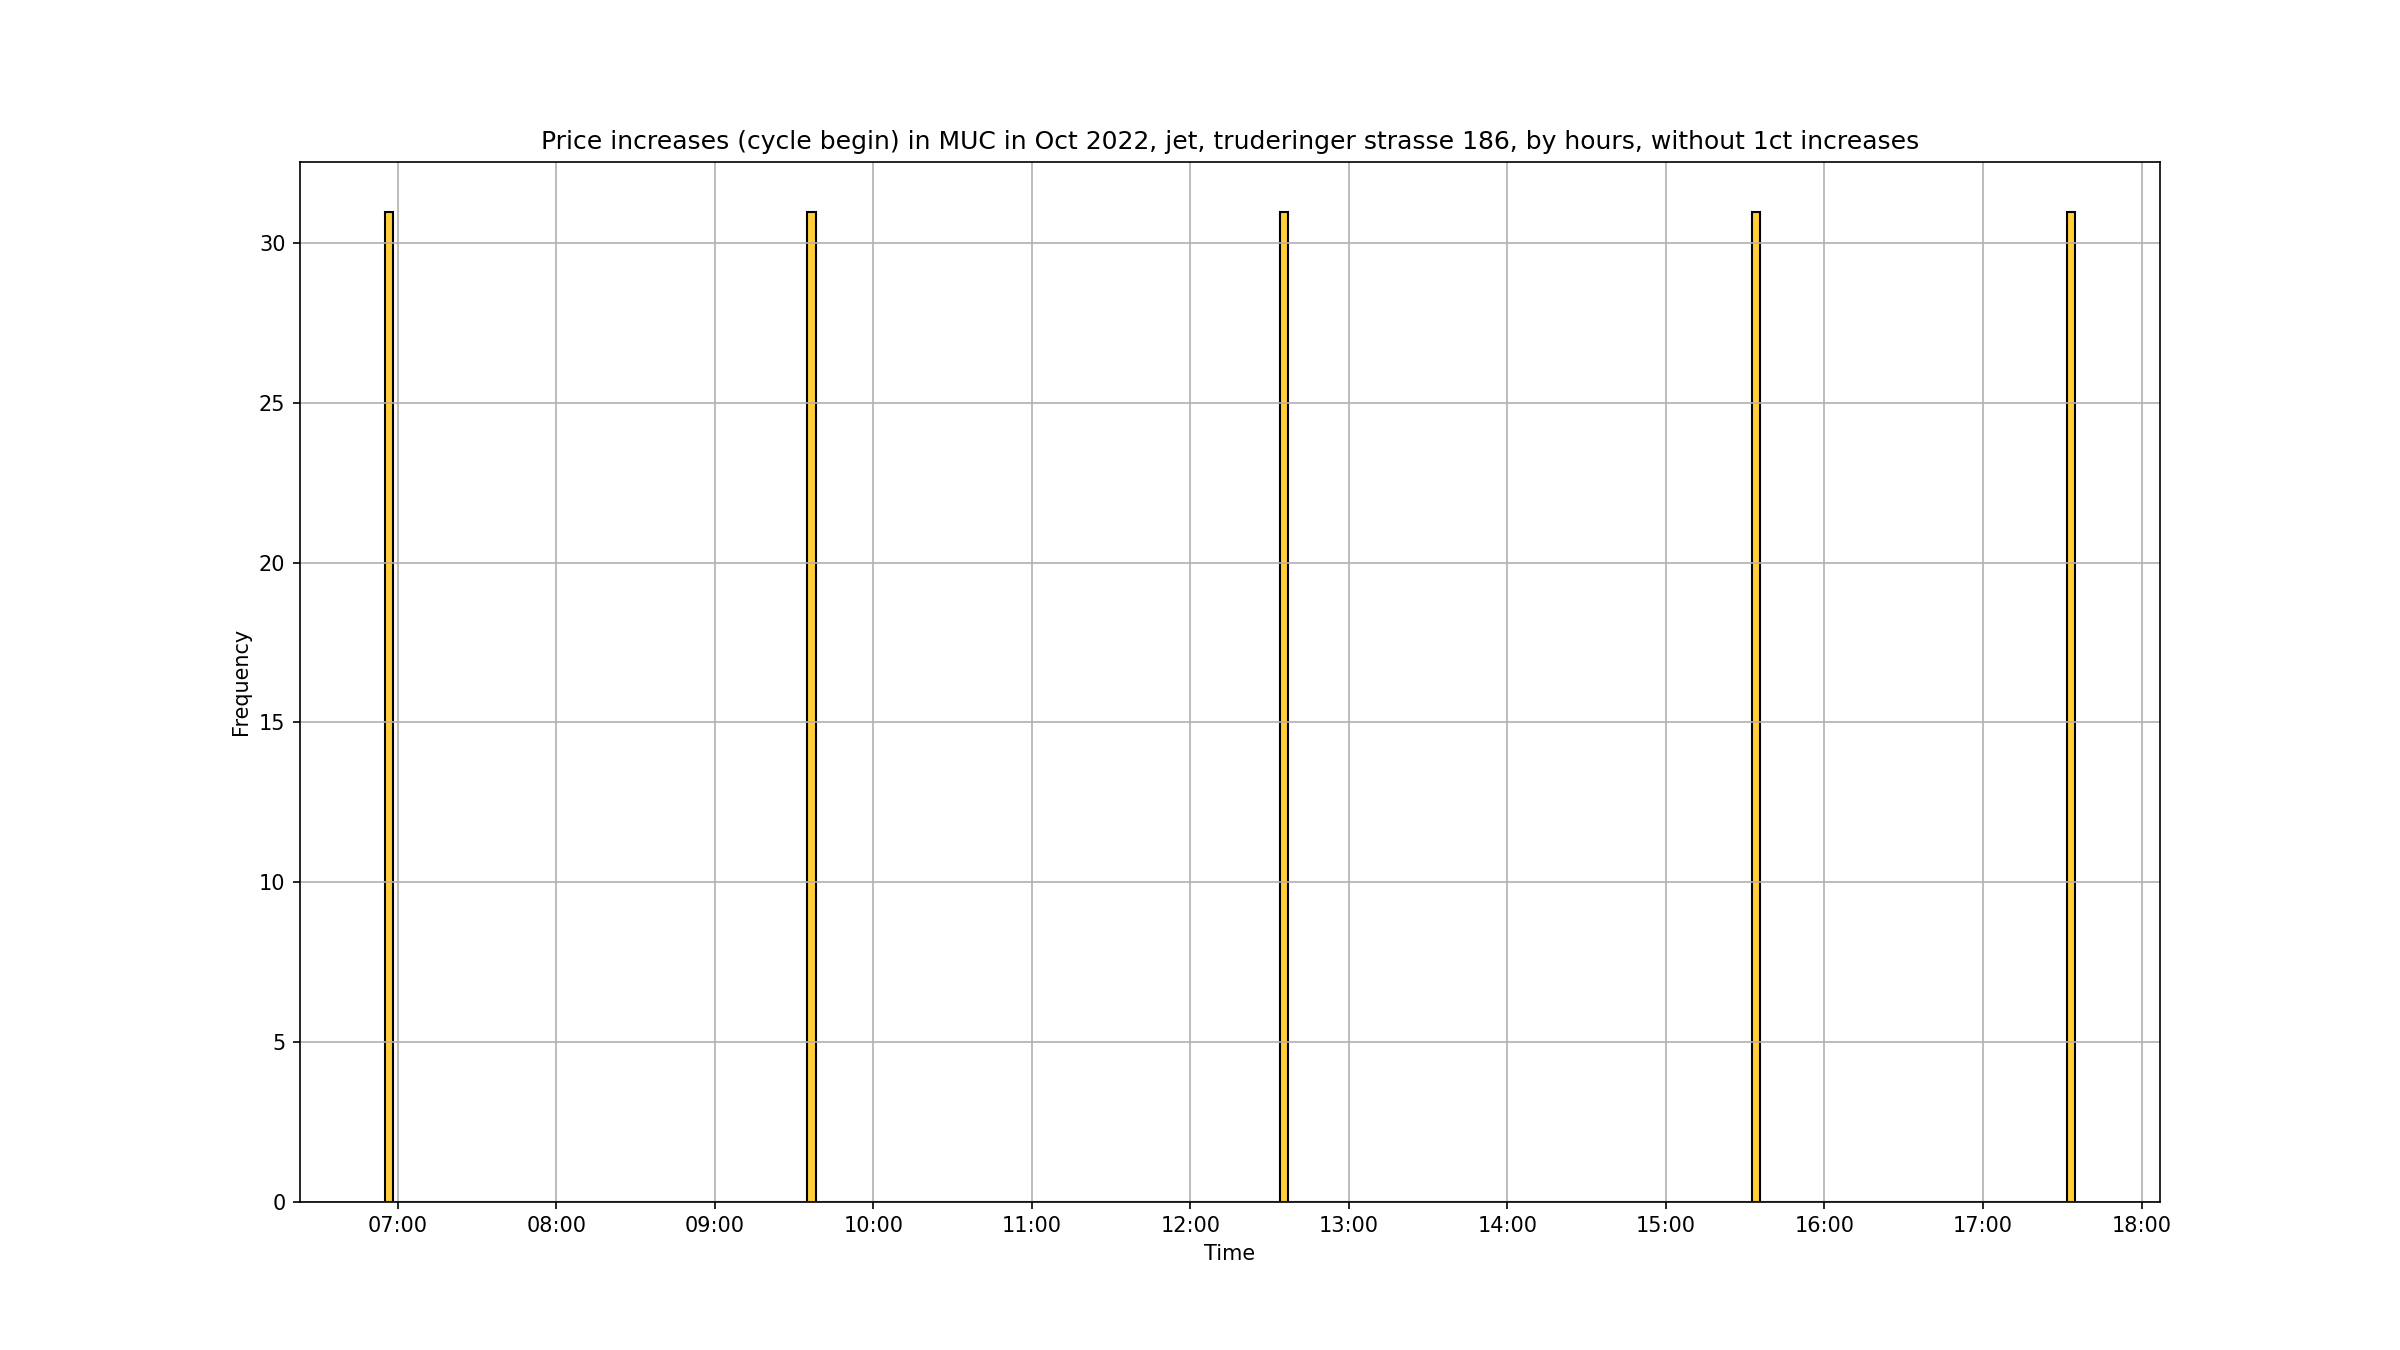 Price increases (cycle begin) in MUC in Oct 2022, jet, truderinger strasse 186, by hours, without 1ct increases
30
25
20
15
10
5
0
Frequency
07:00 08:00 09:00 10:00 11:00 12:00 13:00 14:00 15:00 16:00 17:00 18:00
Time